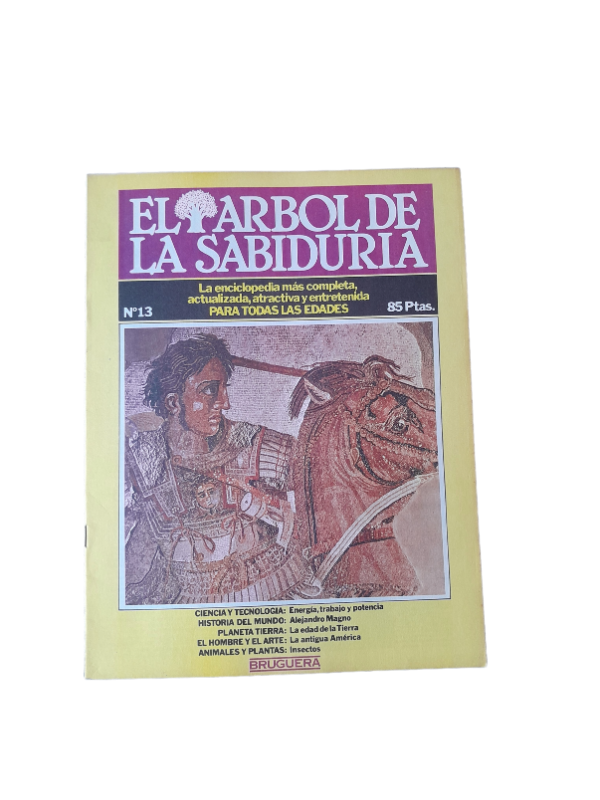 EL ARBOL DE
LA SABIDURIA
La enciclopedia más completa,
actualizada, atractiva y entretenida
PARA TODAS LAS EDADES
Nº13
85 Ptas.
CIENCIA Y TECNOLOGIA: Energía, trabajo y potencia
HISTORIA DEL MUNDO: Alejandro Magno
PLANETA TIERRA: La edad de la Tierra
EL HOMBRE Y EL ARTE: La antigua América
ANIMALES Y PLANTAS: Insectos
BRUGUERA